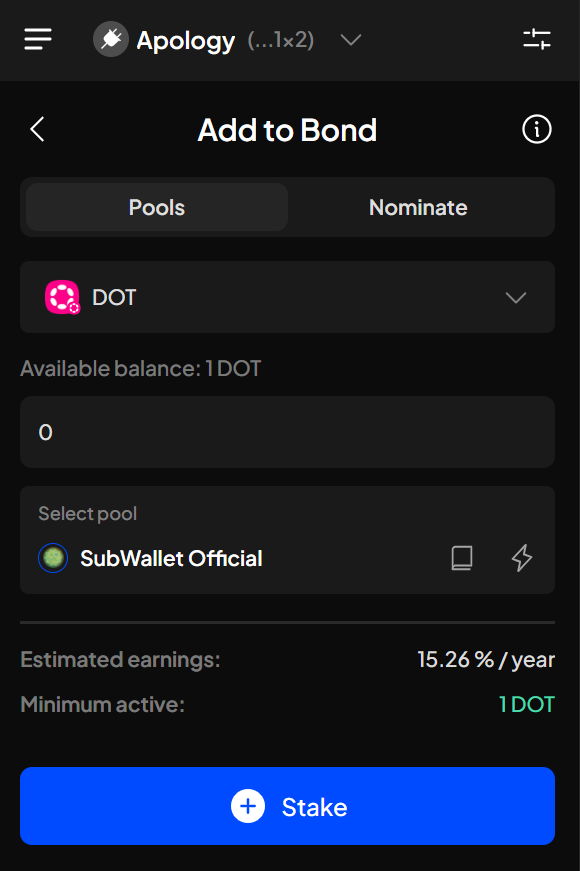 Apology (...1×2)
Add to Bond
Pools Nominate
DOT
Available balance: 1 DOT
0
Select pool
SubWallet Official
Estimated earnings: 15.26 % / year
Minimum active: 1 DOT
Stake